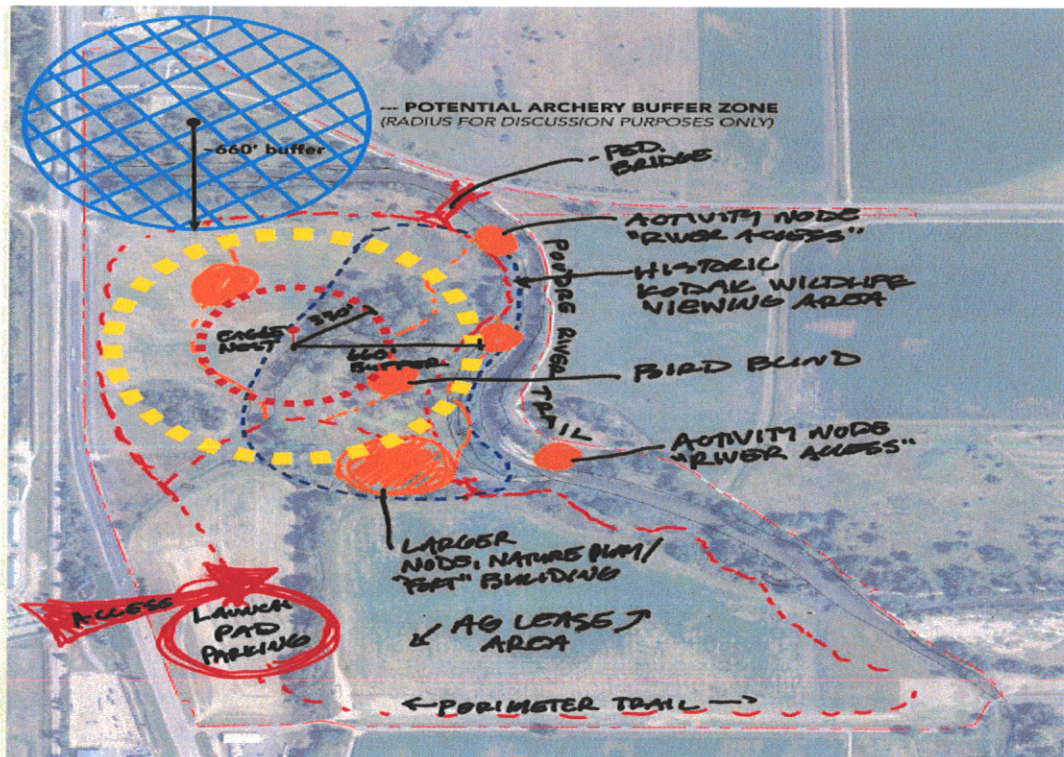 --- POTENTIAL ARCHERY BUFFER ZONE
(RADIUS FOR DISCUSSION PURPOSES ONLY)
~660' buffer
PED.
BRIDGE
ACTIVITY NODE
"RIVER ACCESS"
HISTORIC
KODAK WILDLIFE
VIEWING AREA
POUDRE RIVER TRAIL
EAGLE
NEST
330'
660'
BUFFER
BIRD BLIND
ACTIVITY NODE
"RIVER ACCESS"
LARGER
NODE, NATURE PLAY/
"FORT" BUILDING
ACCESS
LAUNCH
PAD
PARKING
AG LEASE
AREA
PERIMETER TRAIL